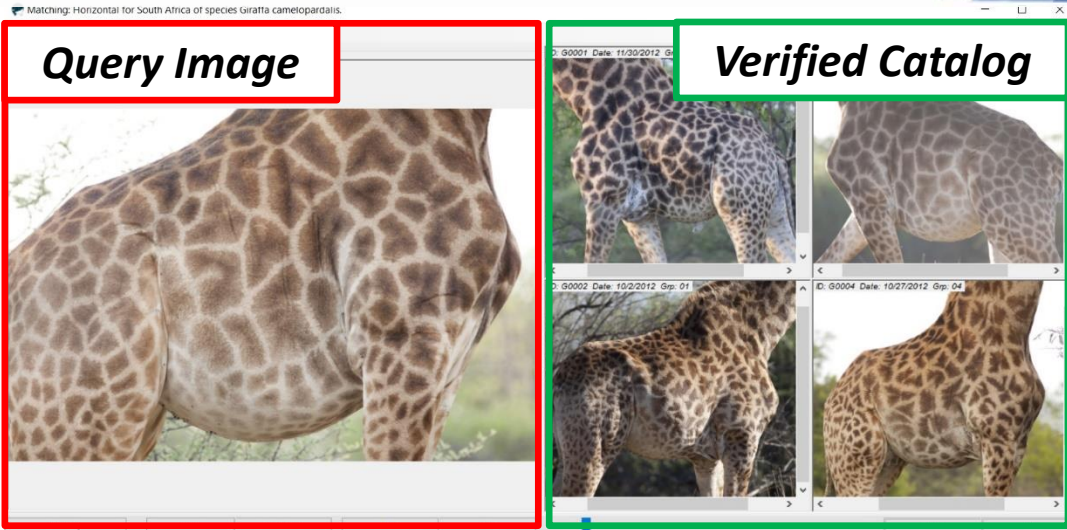 Matching: Horizontal for South Africa of species Giraffa camelopardalis.
Query Image
Verified Catalog
ID: G0001 Date: 11/30/2012
ID: G0002 Date: 10/2/2012 Grp: 01
ID: G0004 Date: 10/27/2012 Grp: 04